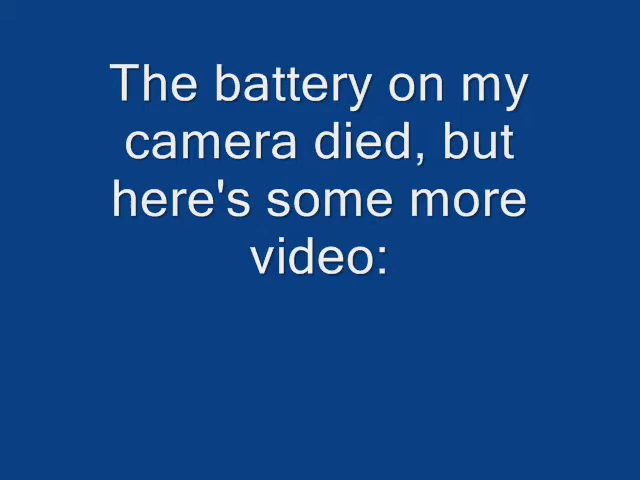 The battery on my
camera died, but
here's some more
video: